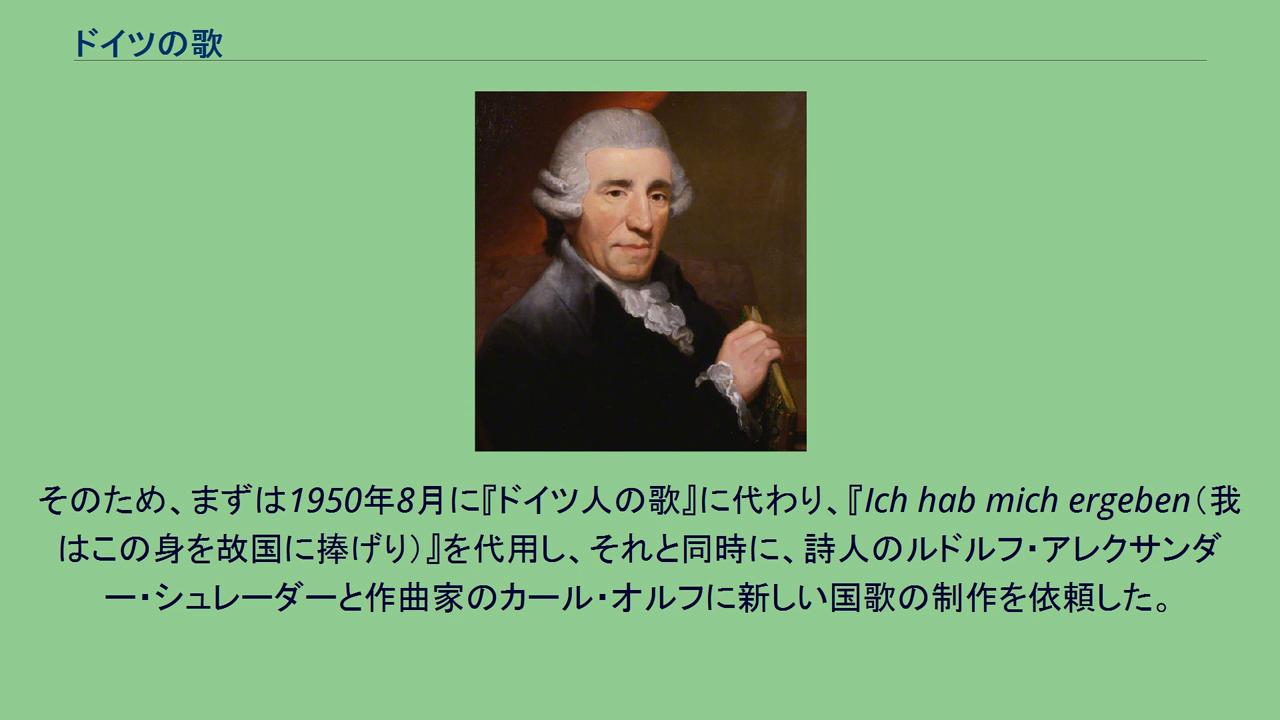 ドイツの歌
そのため、まずは1950年8月に『ドイツ人の歌』に代わり、『Ich hab mich ergeben（我
はこの身を故国に捧げり）』を代用し、それと同時に、詩人のルドルフ・アレクサンダ
ー・シュレーダーと作曲家のカール・オルフに新しい国歌の制作を依頼した。